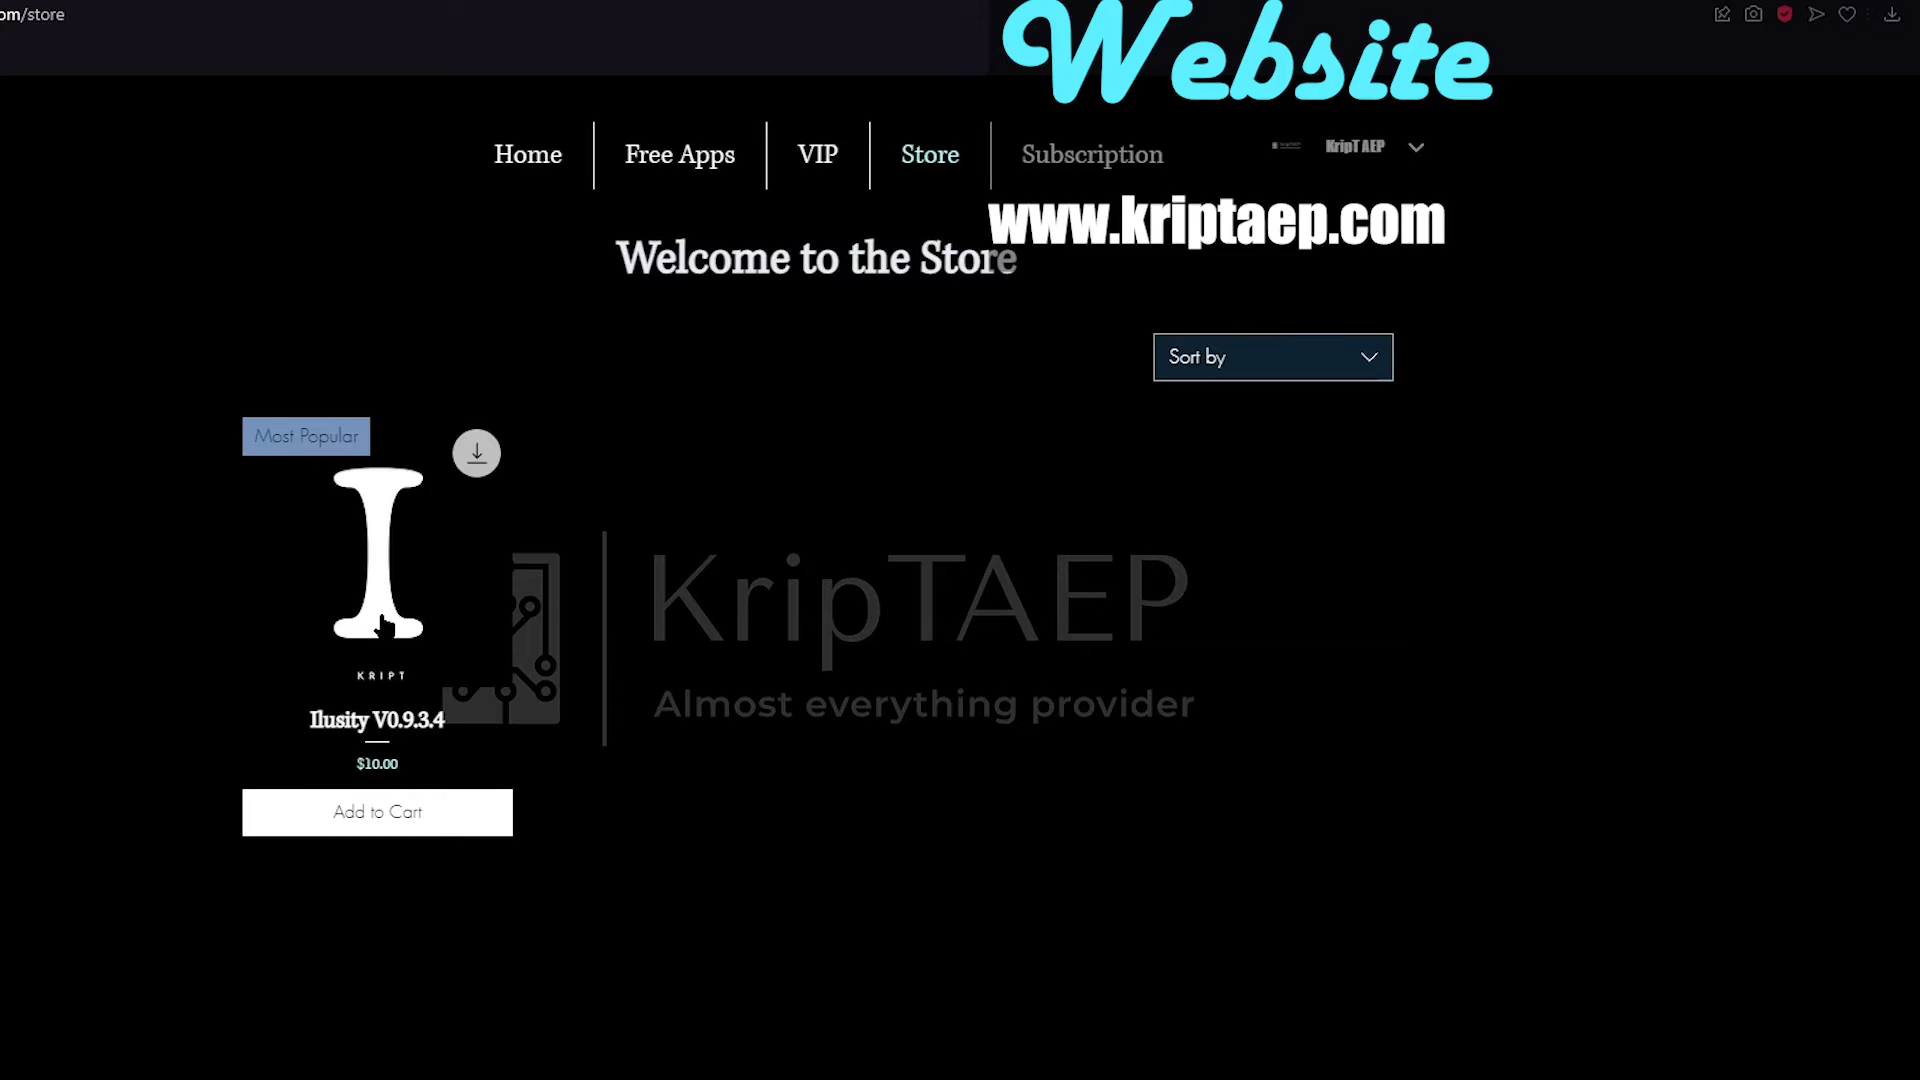 om/store
Website
Home
Free Apps
VIP
Store
Subscription
KripT AEP
www.kriptaep.com
Welcome to the Store
Sort by
Most Popular
KRIPT
KripTAEP
Almost everything provider
Ilusity V0.9.3.4
$10.00
Add to Cart